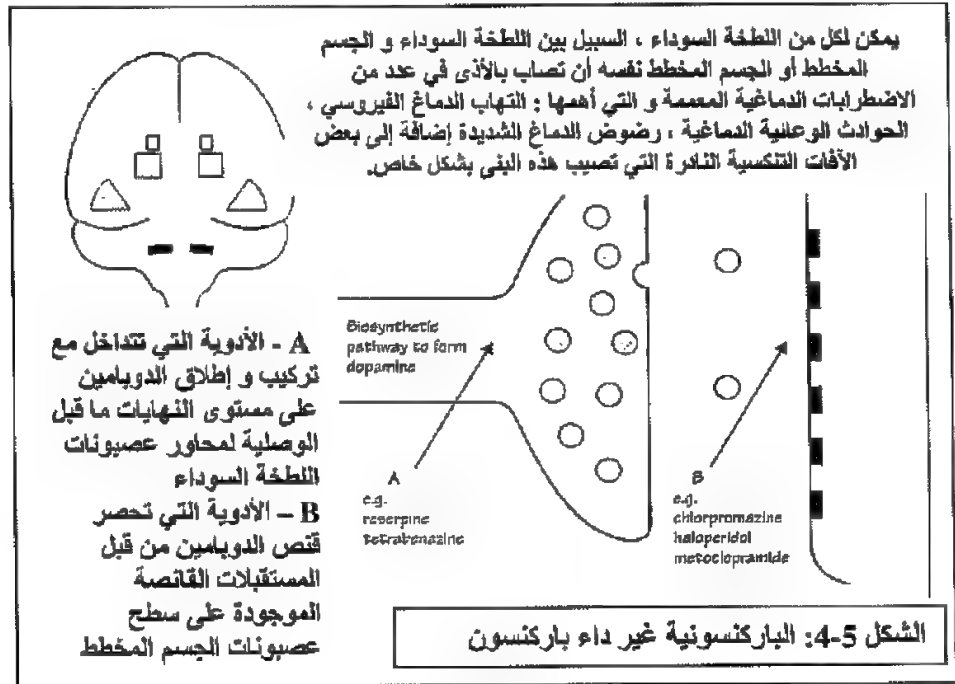 يمكن لكل من اللطخة السوداء ، السبيل بين اللطخة السوداء و الجسم
المخطط أو الجسم المخطط نفسه أن تصاب بالأذى في عدد من
الاضطرابات الدماغية المعممة و التي أهمها : التهاب الدماغ الفيروسي ،
الحوادث الوعائية الدماغية ، رضوض الدماغ الشديدة إضافة إلى بعض
الآفات التنكسية النادرة التي تصيب هذه البنى بشكل خاص.
Biosynthetic
pathway to form
dopamine
A
e.g.
reserpine
tetrabenazine
B
e.g.
chlorpromazine
haloperidol
metoclopramide
A - الأدوية التي تتداخل مع
تركيب و إطلاق الدوبامين
على مستوى النهايات ما قبل
الوصلية لمحاور عصبونات
اللطخة السوداء
B – الأدوية التي تحصر
قنص الدوبامين من قبل
المستقبلات القانصة
الموجودة على سطح
عصبونات الجسم المخطط
الشكل 5-4: الباركنسونية غير داء باركنسون